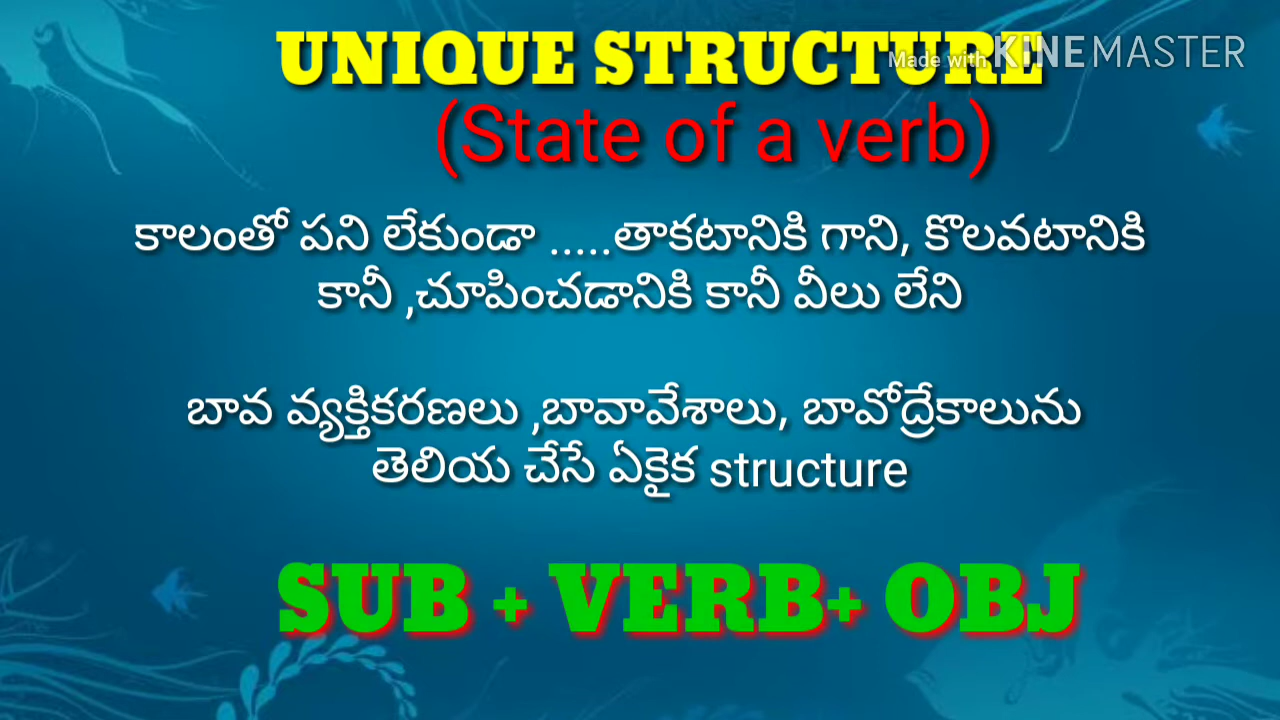 UNIQUE STRUCTURE
Made with KINEMASTER
(State of a verb)
కాలంతో పని లేకుండా .....తాకటానికి గాని, కొలవటానికి
కానీ ,చూపించడానికి కానీ వీలు లేని
బావ వ్యక్తికరణలు ,బావావేశాలు, బావోద్రేకాలును
తెలియ చేసే ఏకైక structure
SUB + VERB+ OBJ